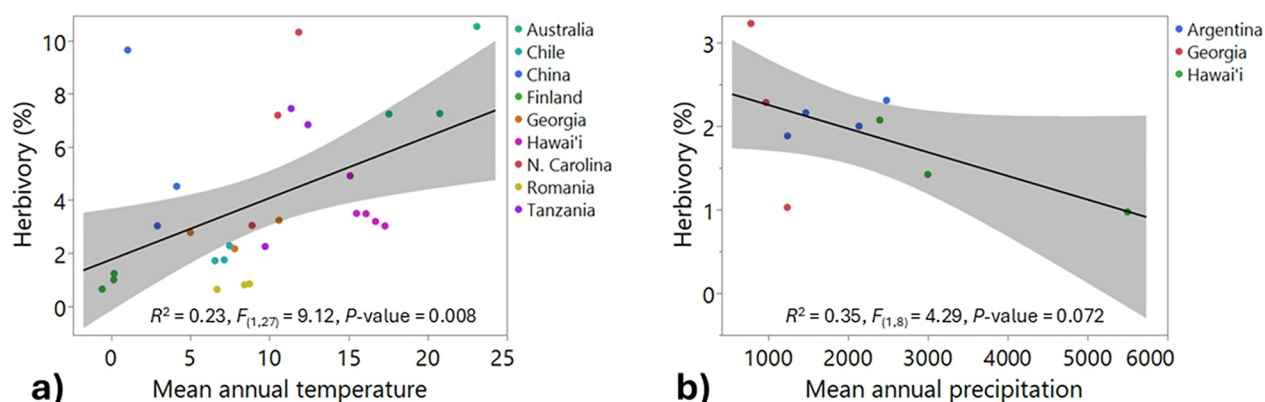 10
8
6
4
2
0
Herbivory (%)
R² = 0.23, F(1,27) = 9.12, P-value = 0.008
0 5 10 15 20 25
a) Mean annual temperature
Australia
Chile
China
Finland
Georgia
Hawai'i
N. Carolina
Romania
Tanzania
3
2
1
0
Herbivory (%)
R² = 0.35, F(1,8) = 4.29, P-value = 0.072
1000 2000 3000 4000 5000 6000
b) Mean annual precipitation
Argentina
Georgia
Hawai'i